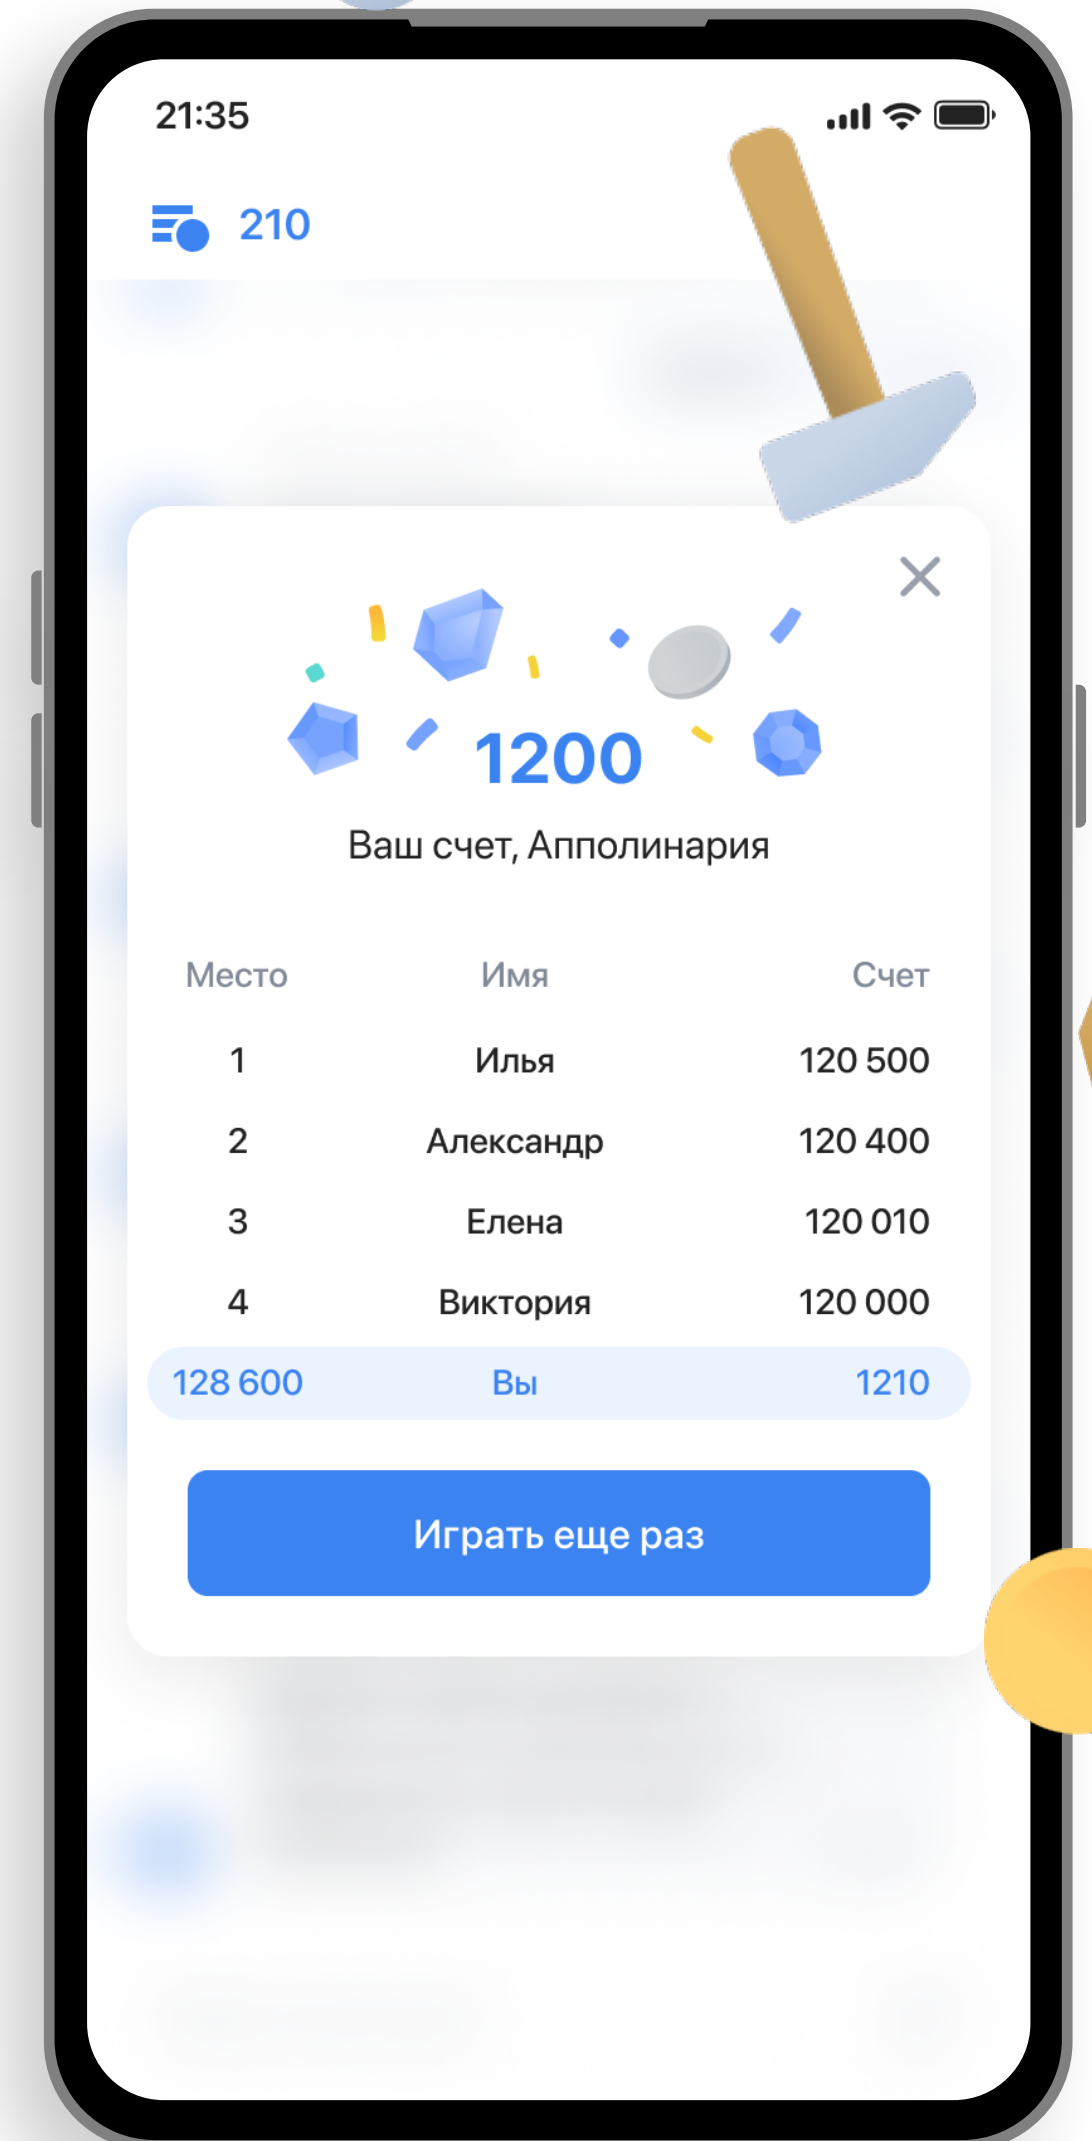 21:35
210
1200
Ваш счет, Апполинария
Место Имя Счет
1 Илья 120 500
2 Александр 120 400
3 Елена 120 010
4 Виктория 120 000
128 600 Вы 1210
Играть еще раз